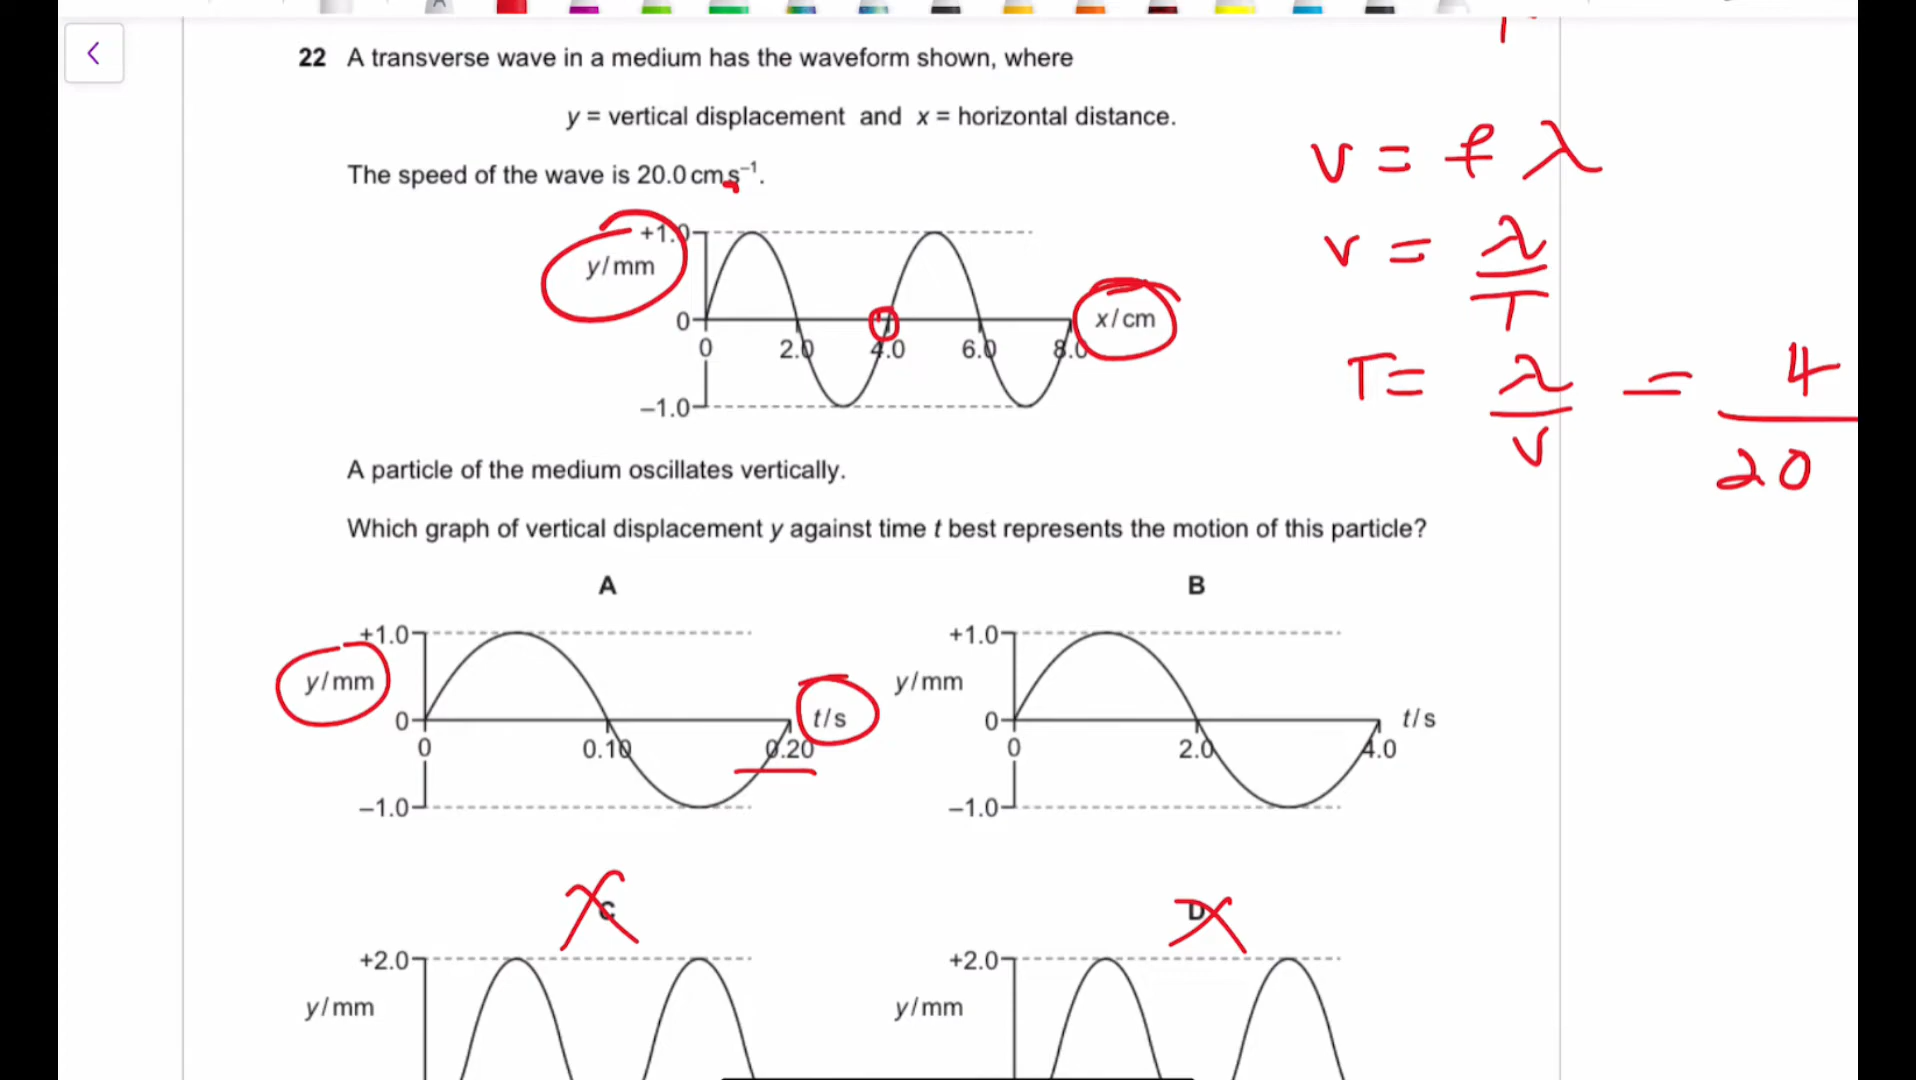 22 A transverse wave in a medium has the waveform shown, where
y = vertical displacement and x = horizontal distance.
The speed of the wave is 20.0 cm s⁻¹.
+1.0
y/mm
0
0 2.0 4.0 6.0 8.0
x/cm
−1.0
v = f λ
v = λ/T
T = λ/v = 4/20
A particle of the medium oscillates vertically.
Which graph of vertical displacement y against time t best represents the motion of this particle?
A
+1.0
y/mm
0
0 0.10 0.20
t/s
−1.0
B
+1.0
y/mm
0
0 2.0 4.0
t/s
−1.0
C
+2.0
y/mm
D
+2.0
y/mm